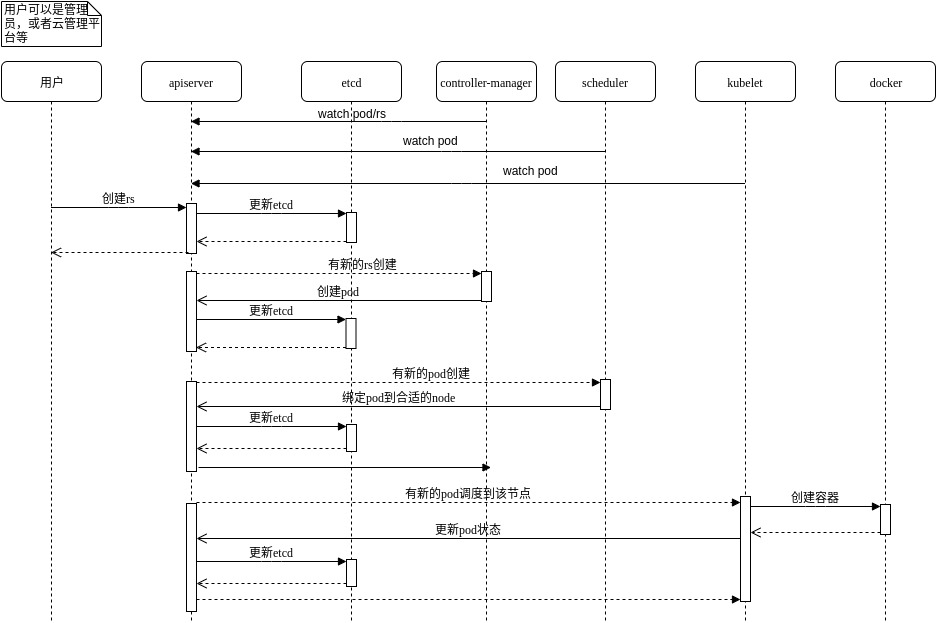 用户可以是管理
员，或者云管理平
台等
用户
apiserver
etcd
controller-manager
scheduler
kubelet
docker
watch pod/rs
watch pod
watch pod
创建rs
更新etcd
有新的rs创建
创建pod
更新etcd
有新的pod创建
绑定pod到合适的node
更新etcd
有新的pod调度到该节点
创建容器
更新pod状态
更新etcd